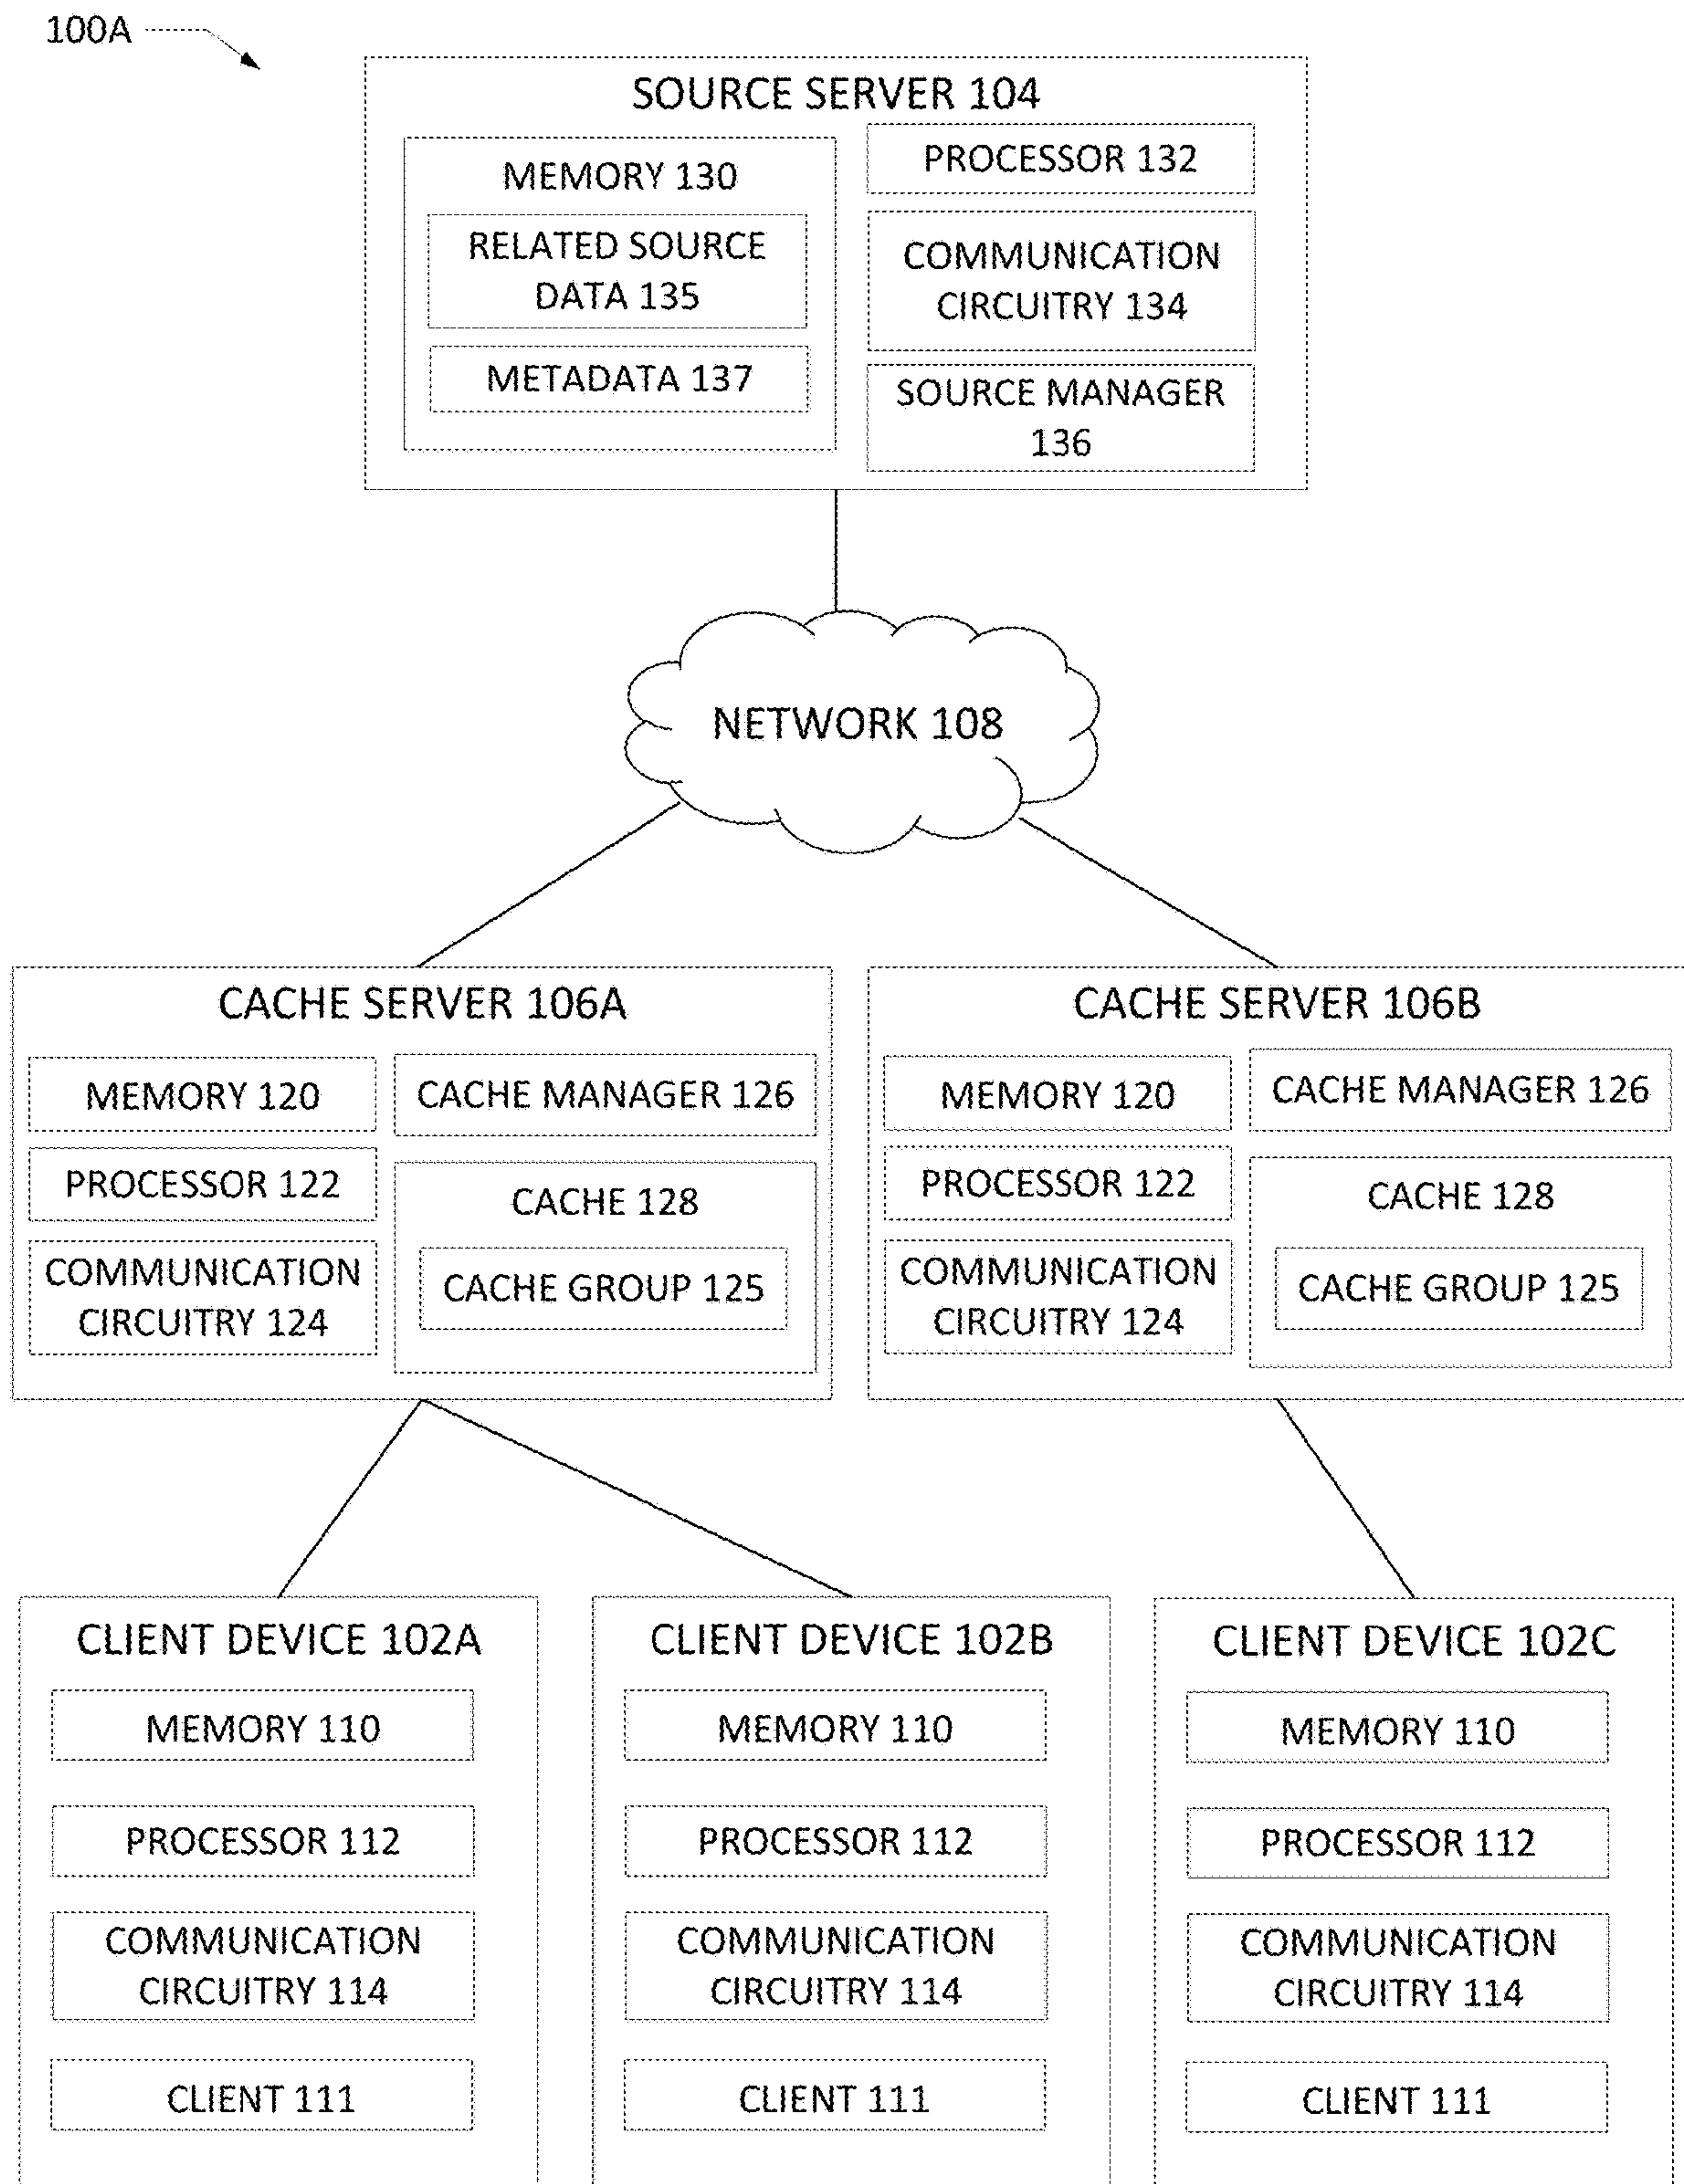 100A
SOURCE SERVER 104
MEMORY 130
RELATED SOURCE
DATA 135
METADATA 137
PROCESSOR 132
COMMUNICATION
CIRCUITRY 134
SOURCE MANAGER
136
NETWORK 108
CACHE SERVER 106A
MEMORY 120
PROCESSOR 122
COMMUNICATION
CIRCUITRY 124
CACHE MANAGER 126
CACHE 128
CACHE GROUP 125
CACHE SERVER 106B
MEMORY 120
PROCESSOR 122
COMMUNICATION
CIRCUITRY 124
CACHE MANAGER 126
CACHE 128
CACHE GROUP 125
CLIENT DEVICE 102A
MEMORY 110
PROCESSOR 112
COMMUNICATION
CIRCUITRY 114
CLIENT 111
CLIENT DEVICE 102B
MEMORY 110
PROCESSOR 112
COMMUNICATION
CIRCUITRY 114
CLIENT 111
CLIENT DEVICE 102C
MEMORY 110
PROCESSOR 112
COMMUNICATION
CIRCUITRY 114
CLIENT 111